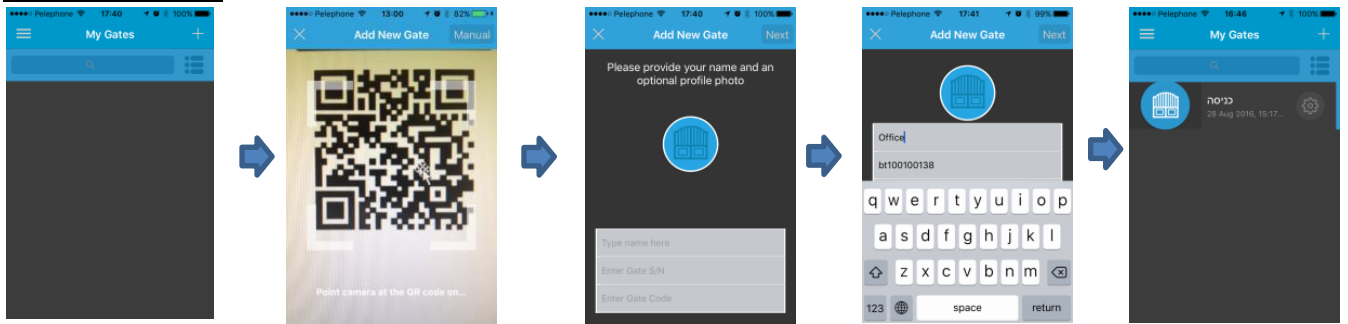 ●●●●○ Pelephone 17:40 100%
My Gates +
●●●●○ Pelephone 13:00 82%
Add New Gate Manual
Point camera at the QR code on...
●●●●○ Pelephone 17:40 100%
Add New Gate Next
Please provide your name and an
optional profile photo
Type name here
Enter Gate S/N
Enter Gate Code
●●●●○ Pelephone 17:41 99%
Add New Gate Next
Office
bt100100138
q w e r t y u i o p
a s d f g h j k l
z x c v b n m
123 space return
●●●●○ Pelephone 16:46 100%
My Gates +
כניסה
28 Aug 2016, 15:17...